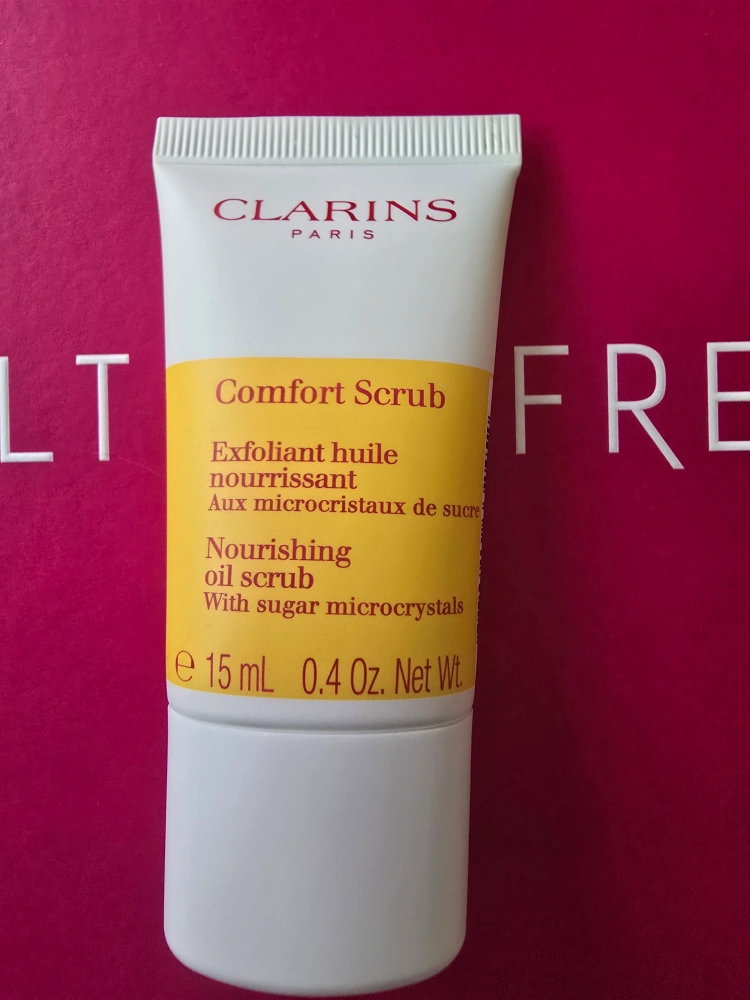 CLARINS
PARIS
LT
FRE
Comfort Scrub
Exfoliant huile
nourrissant
Aux microcristaux de sucre
Nourishing
oil scrub
With sugar microcrystals
e 15 mL 0.4 Oz. Net Wt.